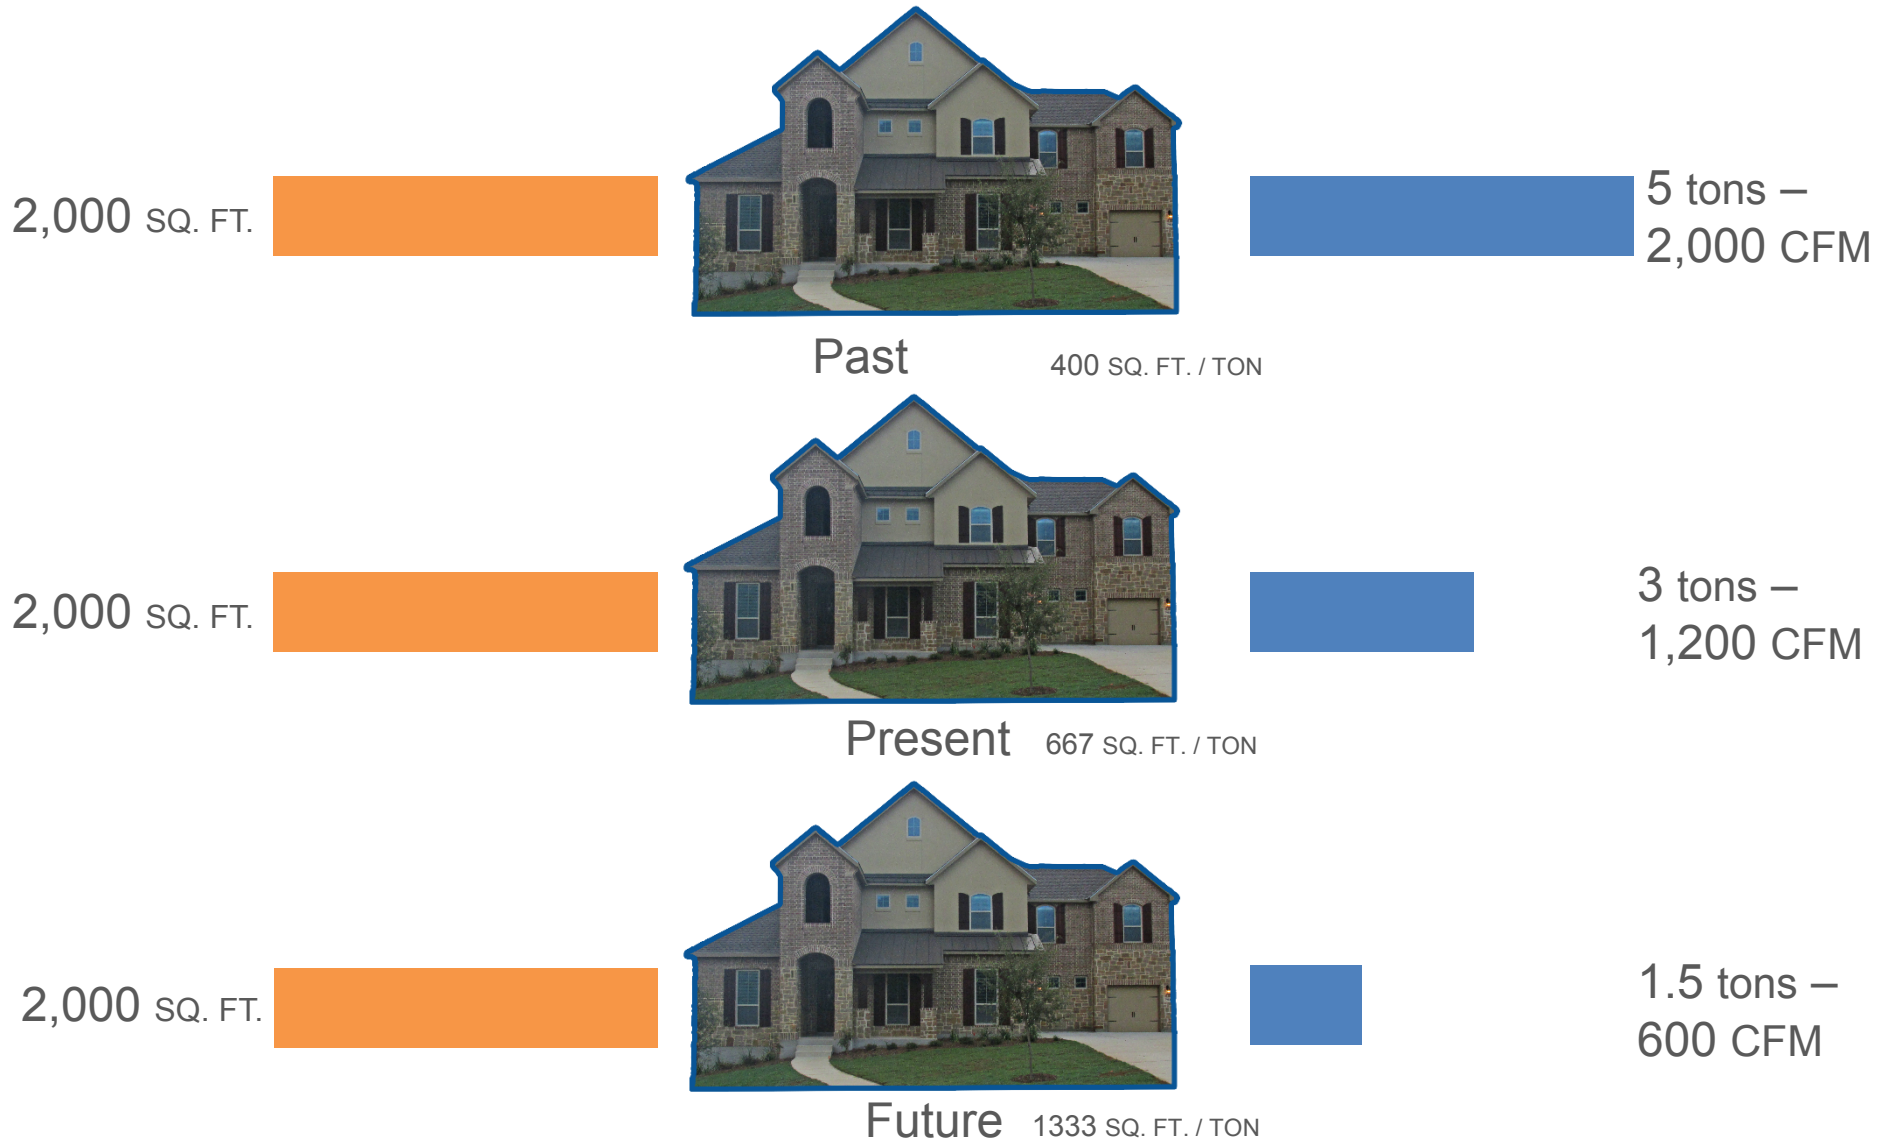 2,000 SQ. FT.
5 tons –
2,000 CFM
Past
400 SQ. FT. / TON
2,000 SQ. FT.
3 tons –
1,200 CFM
Present
667 SQ. FT. / TON
2,000 SQ. FT.
1.5 tons –
600 CFM
Future
1333 SQ. FT. / TON